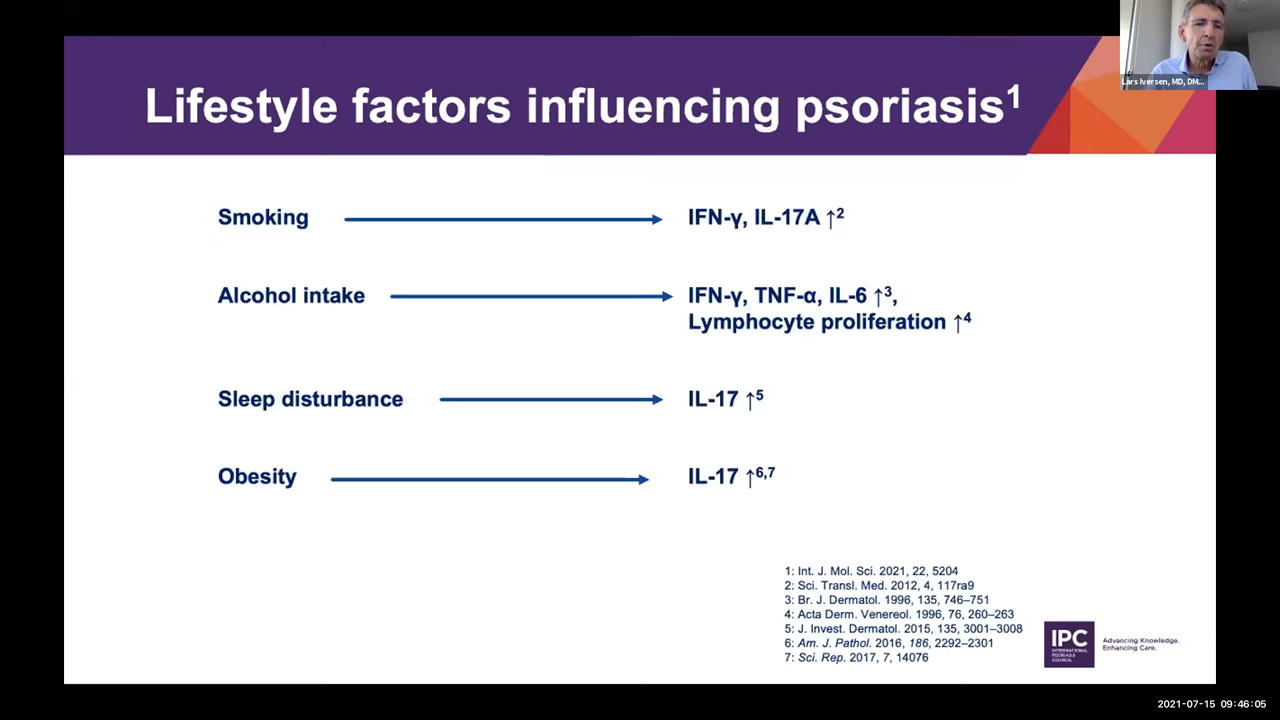 Lars Iversen, MD, DM...
Lifestyle factors influencing psoriasis¹
Smoking
IFN-γ, IL-17A ↑²
Alcohol intake
IFN-γ, TNF-α, IL-6 ↑³,
Lymphocyte proliferation ↑⁴
Sleep disturbance
IL-17 ↑⁵
Obesity
IL-17 ↑⁶,⁷
1: Int. J. Mol. Sci. 2021, 22, 5204
2: Sci. Transl. Med. 2012, 4, 117ra9
3: Br. J. Dermatol. 1996, 135, 746–751
4: Acta Derm. Venereol. 1996, 76, 260–263
5: J. Invest. Dermatol. 2015, 135, 3001–3008
6: Am. J. Pathol. 2016, 186, 2292–2301
7: Sci. Rep. 2017, 7, 14076
IPC
INTERNATIONAL
PSORIASIS
COUNCIL
Advancing Knowledge.
Enhancing Care.
2021-07-15 09:46:05